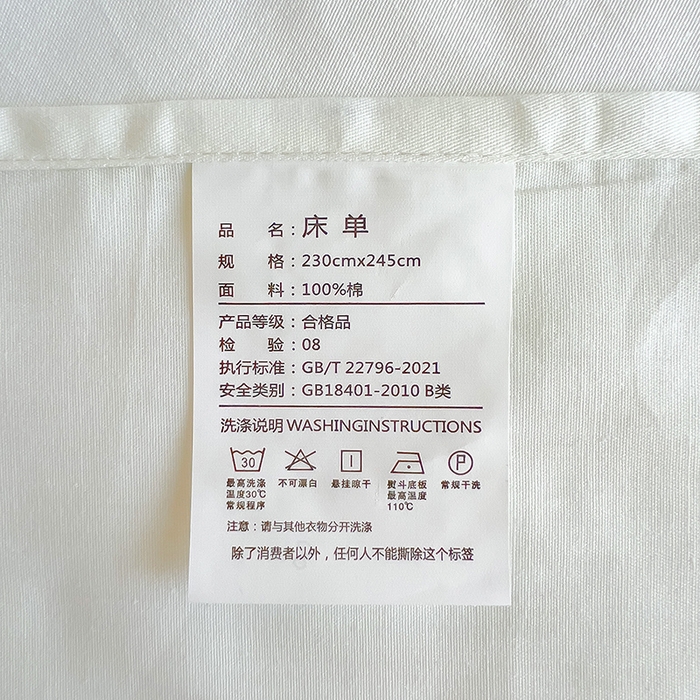 品 名：床 单
规 格：230cmx245cm
面 料：100%棉
产品等级：合格品
检 验：08
执行标准：GB/T 22796-2021
安全类别：GB18401-2010 B类
洗涤说明 WASHINGINSTRUCTIONS
30 P
最高洗涤 不可漂白 悬挂晾干 熨斗底板 常规干洗
温度30℃ 最高温度
常规程序 110℃
注意：请与其他衣物分开洗涤
除了消费者以外，任何人不能撕除这个标签